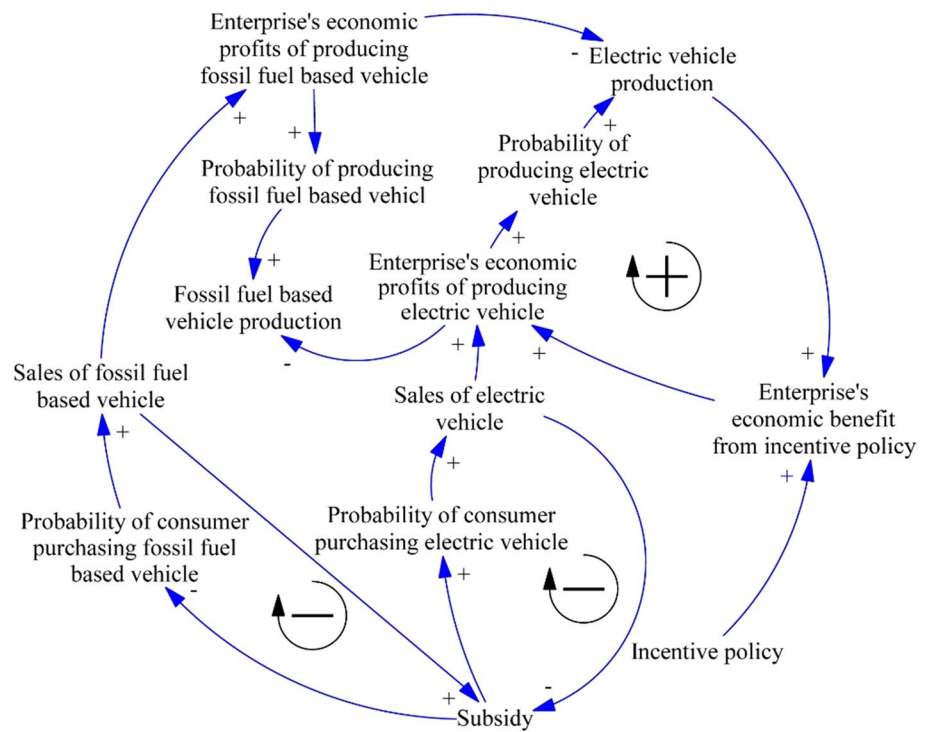 Enterprise's economic
profits of producing
fossil fuel based vehicle
-
Electric vehicle
production
+
+
+
Probability of producing
fossil fuel based vehicl
Probability of
producing electric
vehicle
+
+
Enterprise's economic
profits of producing
electric vehicle
+
Fossil fuel based
vehicle production
-
+
+
+
Sales of fossil fuel
based vehicle
Sales of electric
vehicle
Enterprise's
economic benefit
from incentive policy
+
+
+
Probability of consumer
purchasing fossil fuel
based vehicle
-
Probability of consumer
purchasing electric vehicle
+
—
—
Incentive policy
+
-
Subsidy